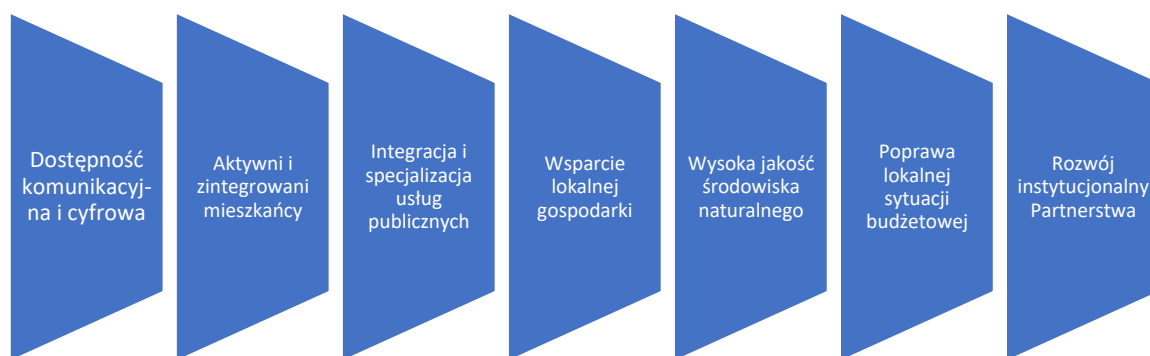 Dostępność
komunikacyj-
na i cyfrowa
Aktywni i
zintegrowani
mieszkańcy
Integracja i
specjalizacja
usług
publicznych
Wsparcie
lokalnej
gospodarki
Wysoka jakość
środowiska
naturalnego
Poprawa
lokalnej
sytuacji
budżetowej
Rozwój
instytucjonalny
Partnerstwa